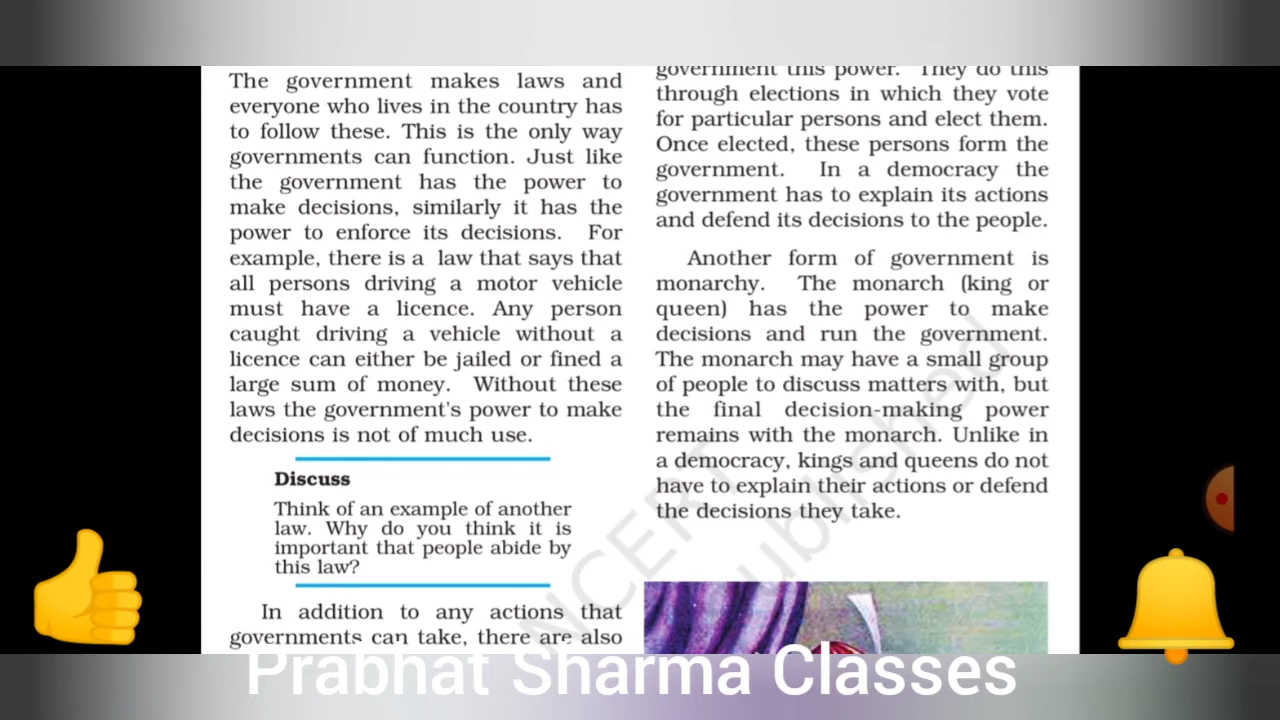 The government makes laws and
everyone who lives in the country has
to follow these. This is the only way
governments can function. Just like
the government has the power to
make decisions, similarly it has the
power to enforce its decisions. For
example, there is a law that says that
all persons driving a motor vehicle
must have a licence. Any person
caught driving a vehicle without a
licence can either be jailed or fined a
large sum of money. Without these
laws the government's power to make
decisions is not of much use.
Discuss
Think of an example of another
law. Why do you think it is
important that people abide by
this law?
In addition to any actions that
governments can take, there are also
government this power. They do this
through elections in which they vote
for particular persons and elect them.
Once elected, these persons form the
government. In a democracy the
government has to explain its actions
and defend its decisions to the people.
Another form of government is
monarchy. The monarch (king or
queen) has the power to make
decisions and run the government.
The monarch may have a small group
of people to discuss matters with, but
the final decision-making power
remains with the monarch. Unlike in
a democracy, kings and queens do not
have to explain their actions or defend
the decisions they take.
NCERT
Prabhat Sharma Classes